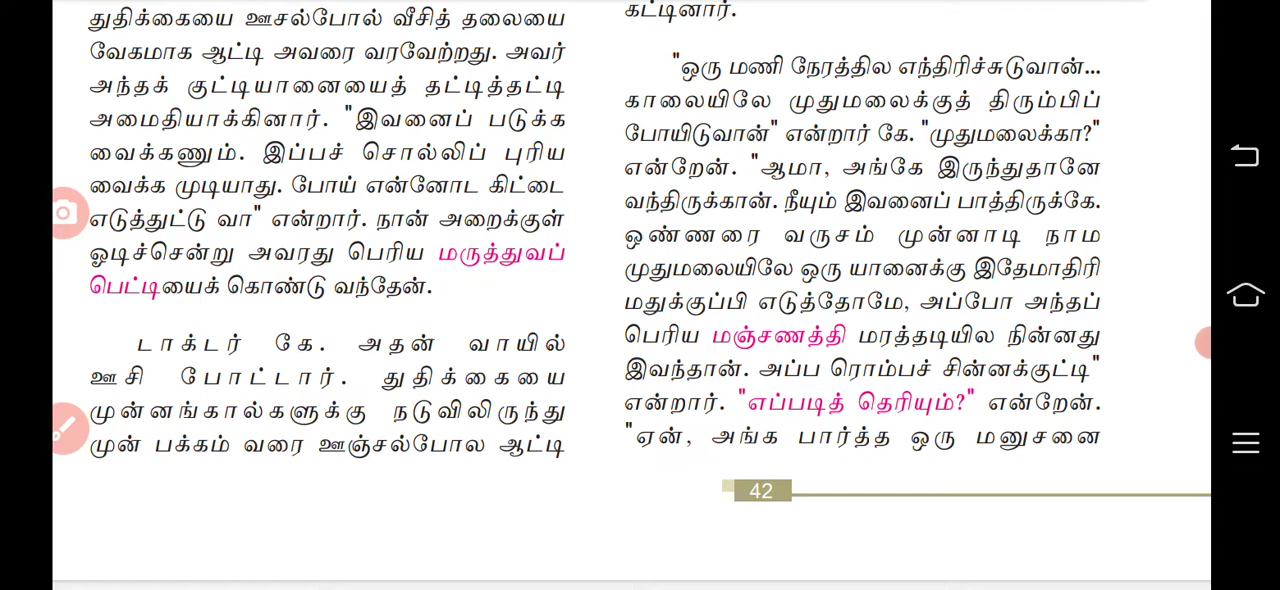 துதிக்கையை ஊசல்போல் வீசித் தலையை
வேகமாக ஆட்டி அவரை வரவேற்றது. அவர்
அந்தக் குட்டியானையைத் தட்டித்தட்டி
அமைதியாக்கினார். "இவனைப் படுக்க
வைக்கணும். இப்பச் சொல்லிப் புரிய
வைக்க முடியாது. போய் என்னோட கிட்டை
எடுத்துட்டு வா" என்றார். நான் அறைக்குள்
ஓடிச்சென்று அவரது பெரிய மருத்துவப்
பெட்டியைக் கொண்டு வந்தேன்.
டாக்டர் கே. அதன் வாயில்
ஊசி போட்டார். துதிக்கையை
முன்னங்கால்களுக்கு நடுவிலிருந்து
முன் பக்கம் வரை ஊஞ்சல்போல ஆட்டி
கட்டினார்.
"ஒரு மணி நேரத்தில எந்திரிச்சுடுவான்...
காலையிலே முதுமலைக்குத் திரும்பிப்
போயிடுவான்" என்றார் கே. "முதுமலைக்கா?"
என்றேன். "ஆமா, அங்கே இருந்துதானே
வந்திருக்கான். நீயும் இவனைப் பாத்திருக்கே.
ஒண்ணரை வருசம் முன்னாடி நாம
முதுமலையிலே ஒரு யானைக்கு இதேமாதிரி
மதுக்குப்பி எடுத்தோமே, அப்போ அந்தப்
பெரிய மஞ்சணத்தி மரத்தடியில நின்னது
இவந்தான். அப்ப ரொம்பச் சின்னக்குட்டி"
என்றார். "எப்படித் தெரியும்?" என்றேன்.
"ஏன், அங்க பார்த்த ஒரு மனுசனை
42